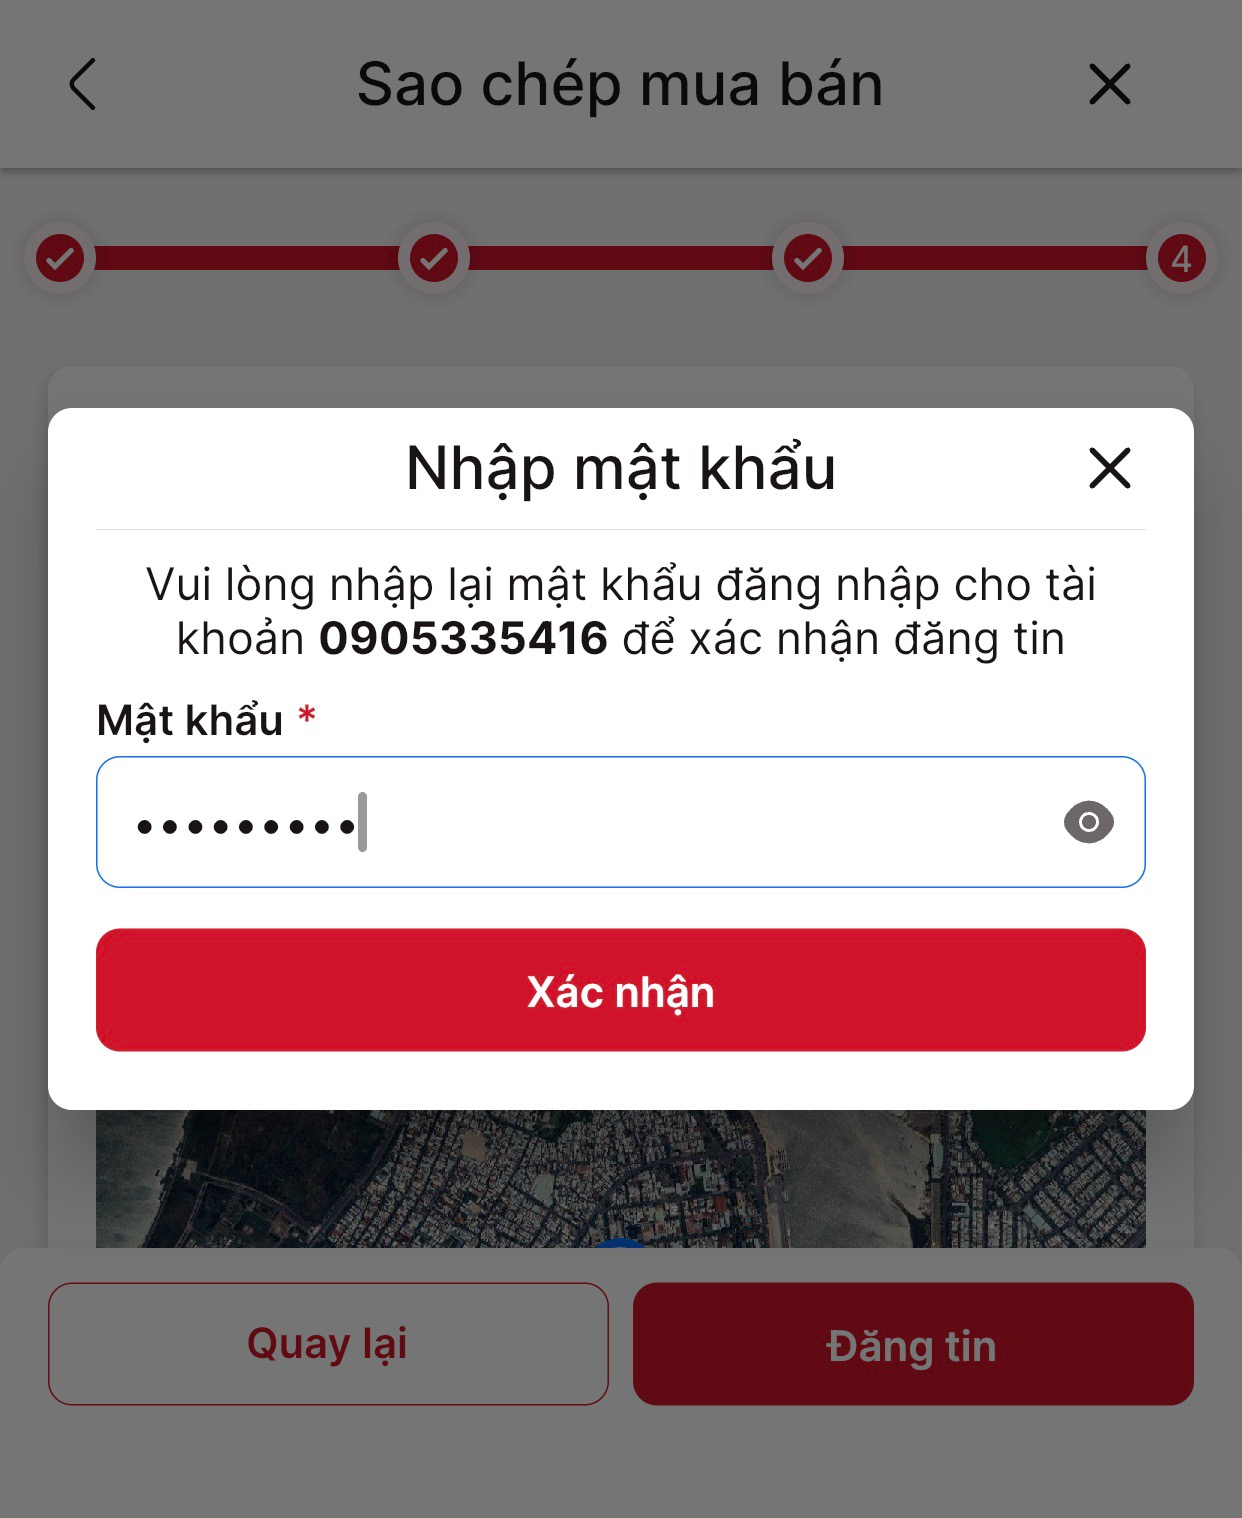 Sao chép mua bán
4
Nhập mật khẩu
Vui lòng nhập lại mật khẩu đăng nhập cho tài
khoản 0905335416 để xác nhận đăng tin
Mật khẩu *
•••••••••
Xác nhận
Quay lại
Đăng tin